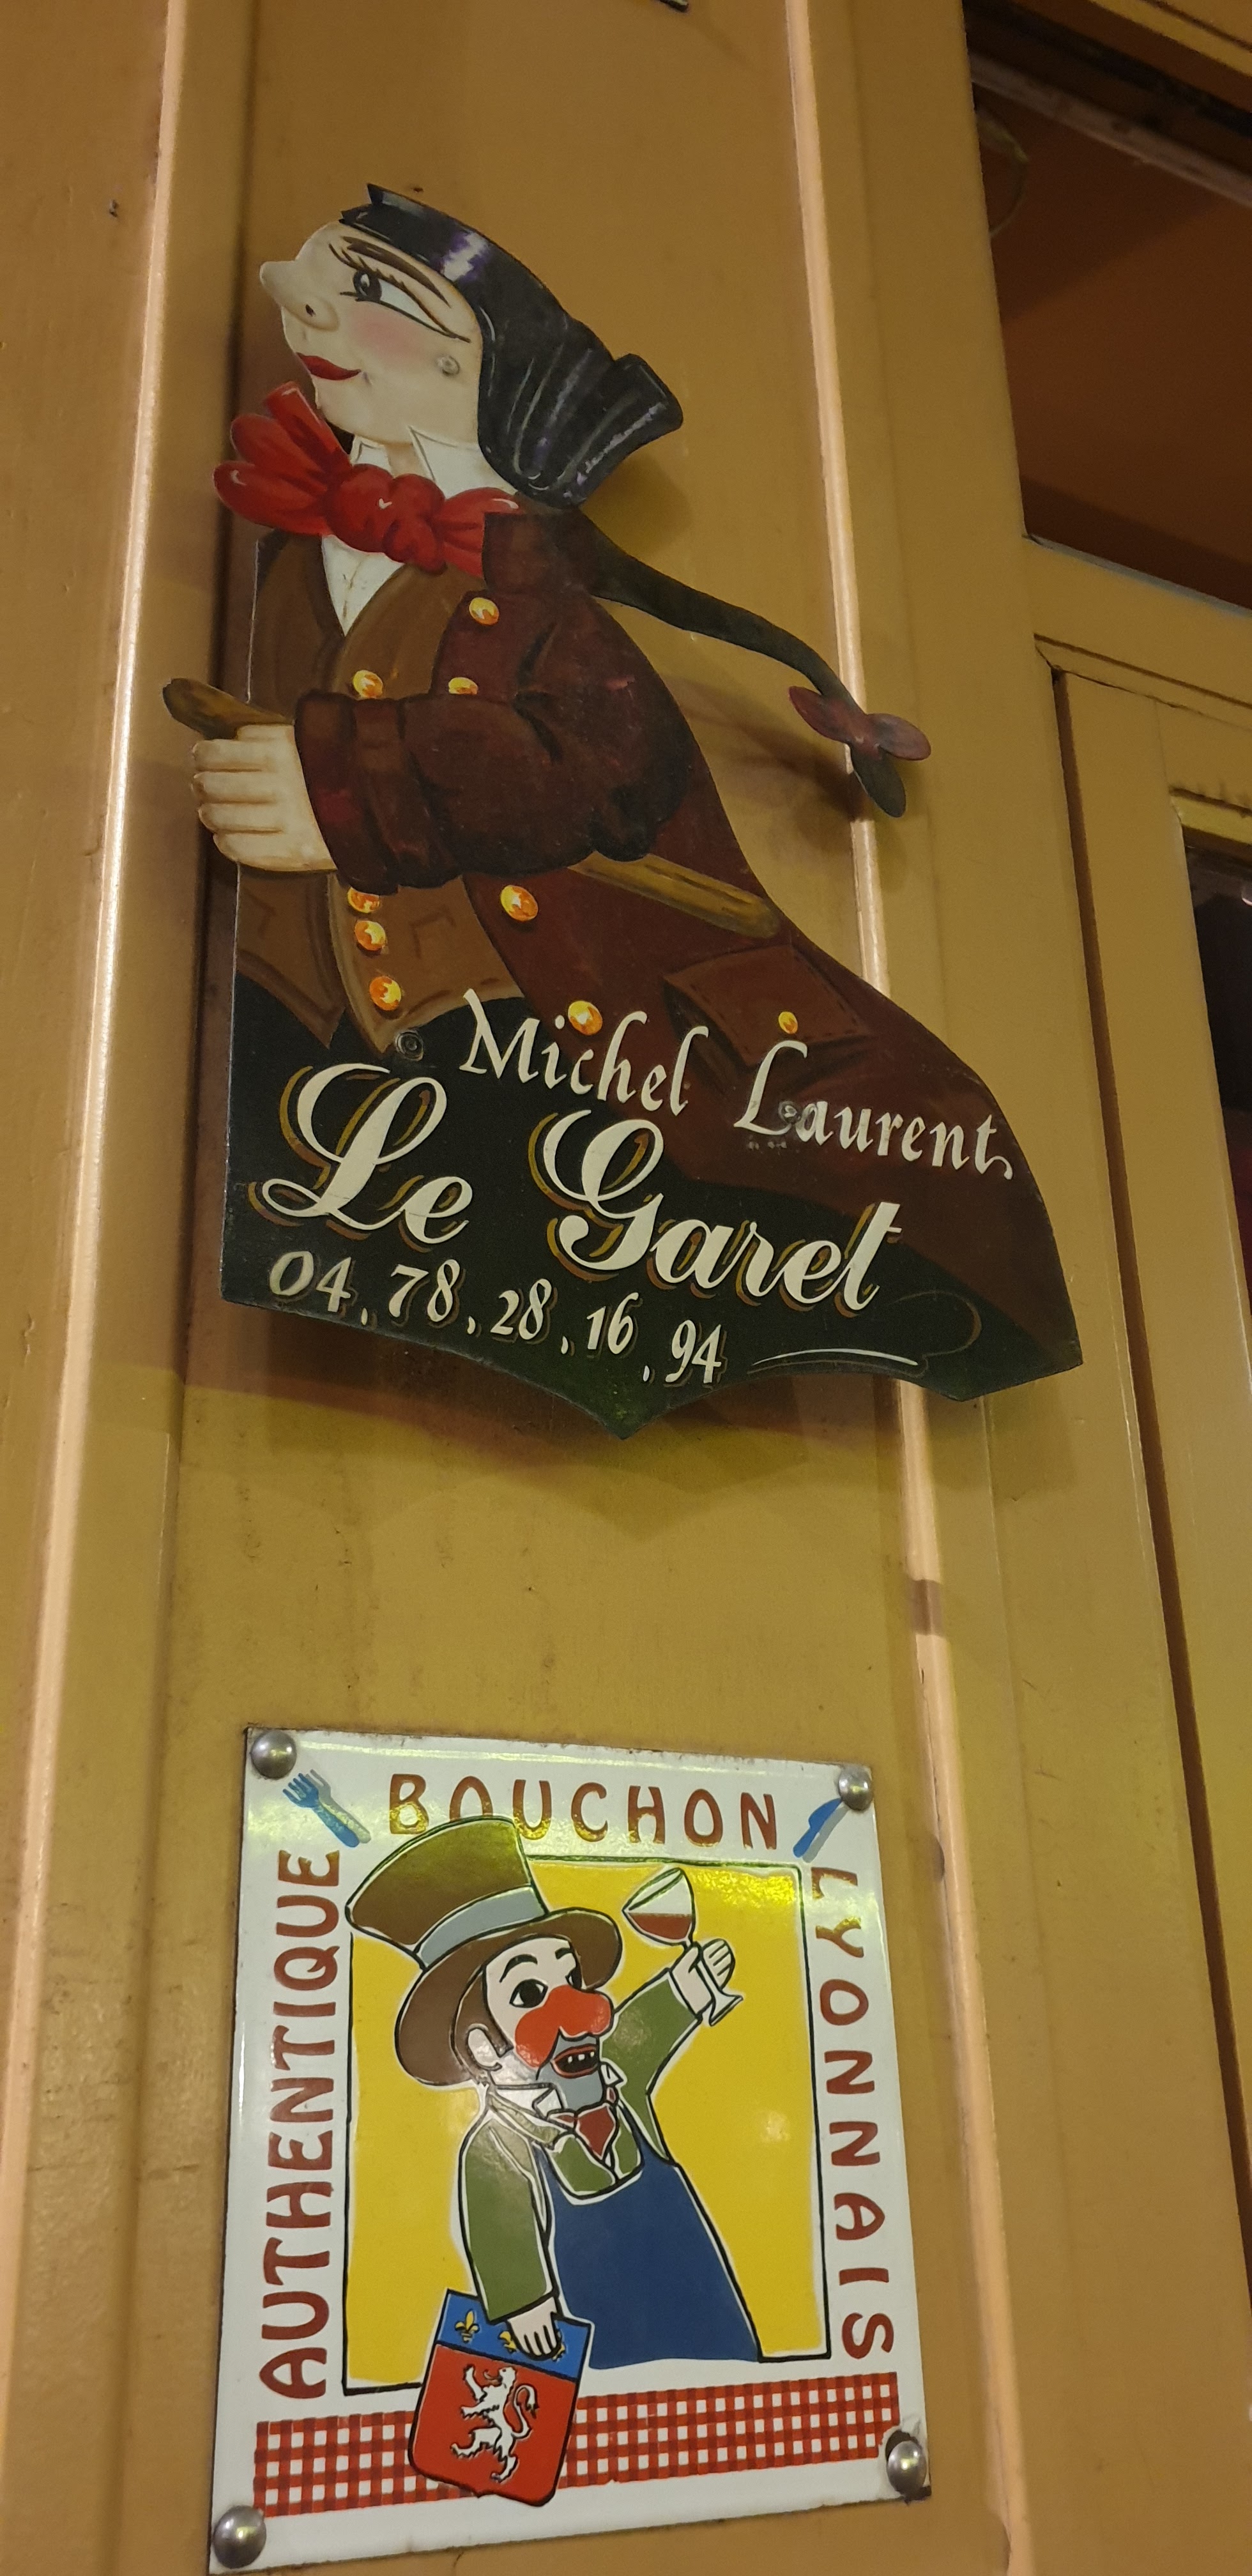 Michel Laurent
Le Garet
04.78.28.16.94
BOUCHON
AUTHENTIQUE
LYONNAIS